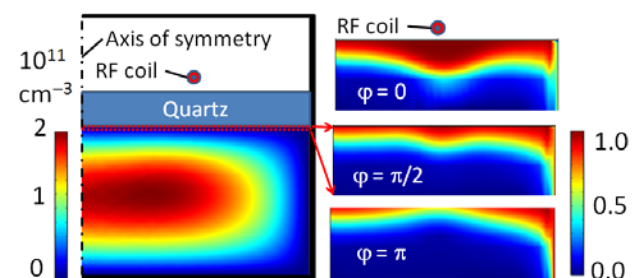 Axis of symmetry
10¹¹
cm⁻³
RF coil
Quartz
2
1
0
RF coil
φ = 0
φ = π/2
φ = π
1.0
0.5
0.0